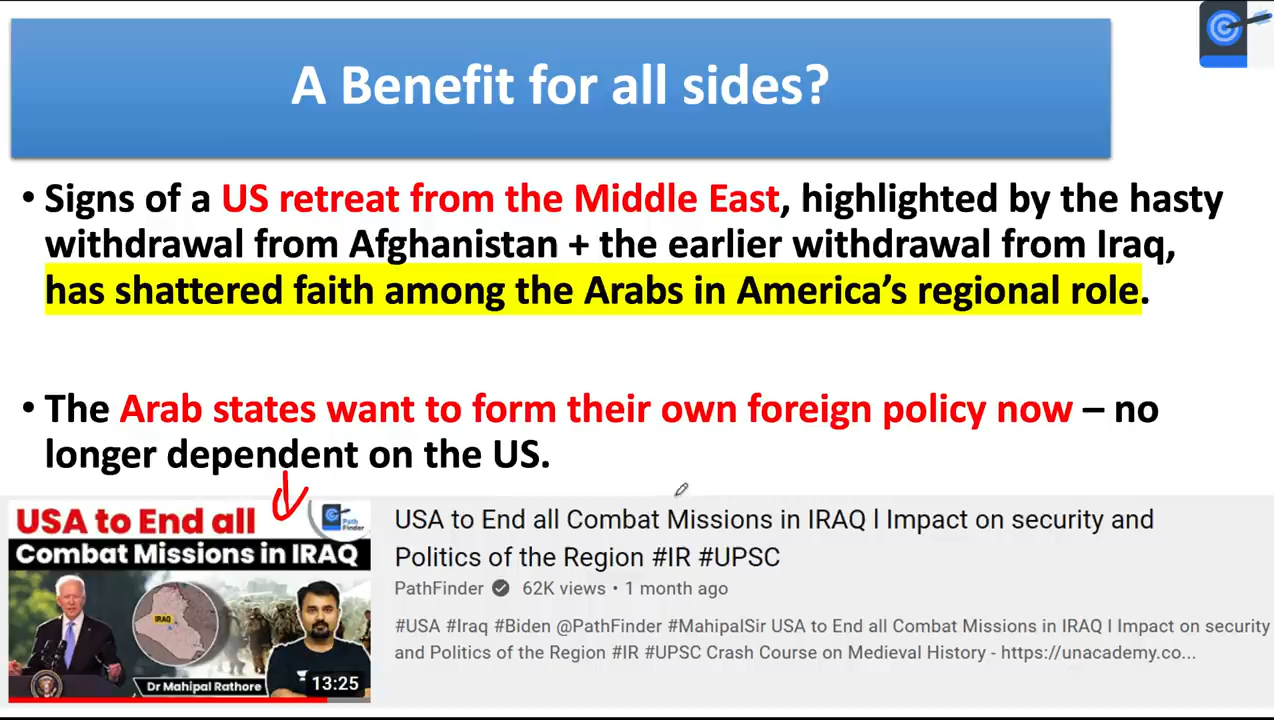 A Benefit for all sides?
• Signs of a US retreat from the Middle East, highlighted by the hasty
withdrawal from Afghanistan + the earlier withdrawal from Iraq,
has shattered faith among the Arabs in America’s regional role.
• The Arab states want to form their own foreign policy now – no
longer dependent on the US.
USA to End all
Path
Finder
Combat Missions in IRAQ
IRAQ
Dr Mahipal Rathore
13:25
USA to End all Combat Missions in IRAQ l Impact on security and
Politics of the Region #IR #UPSC
PathFinder 62K views • 1 month ago
#USA #Iraq #Biden @PathFinder #MahipalSir USA to End all Combat Missions in IRAQ l Impact on security
and Politics of the Region #IR #UPSC Crash Course on Medieval History - https://unacademy.co...